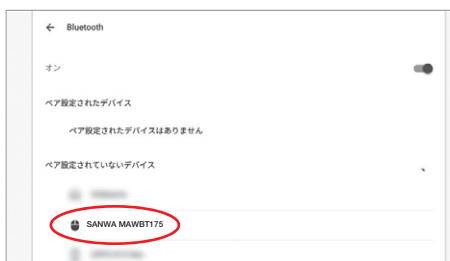 Bluetooth
オン
ペア設定されたデバイス
ペア設定されたデバイスはありません
ペア設定されていないデバイス
SANWA MAWBT175